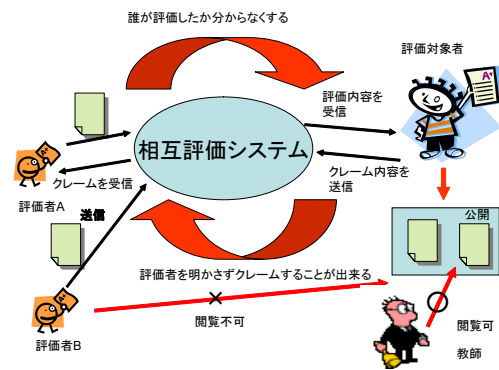 誰が評価したか分からなくする
評価対象者
A+
評価内容を
受信
A+
相互評価システム
クレームを受信
クレーム内容を
送信
評価者A
送信
公開
評価者を明かさずクレームすることが出来る
A+
×
閲覧不可
閲覧可
評価者B
教師